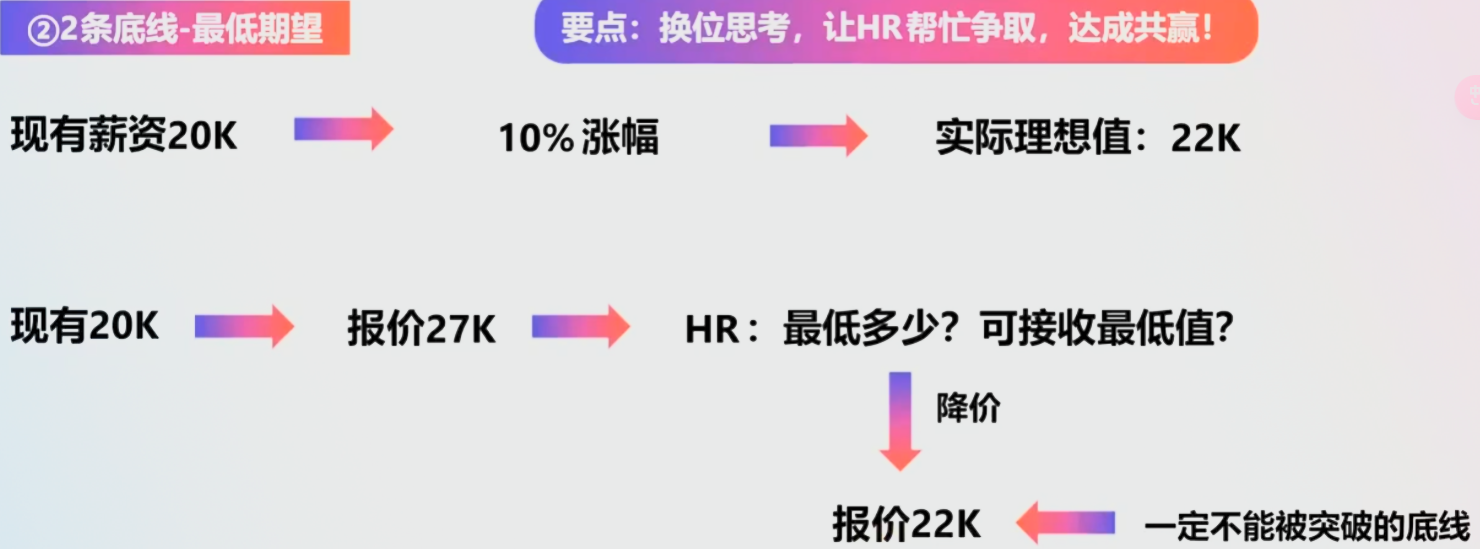 ②2条底线-最低期望
要点：换位思考，让HR帮忙争取，达成共赢！
现有薪资20K
10%涨幅
实际理想值：22K
现有20K
报价27K
HR：最低多少？可接收最低值？
降价
报价22K
一定不能被突破的底线